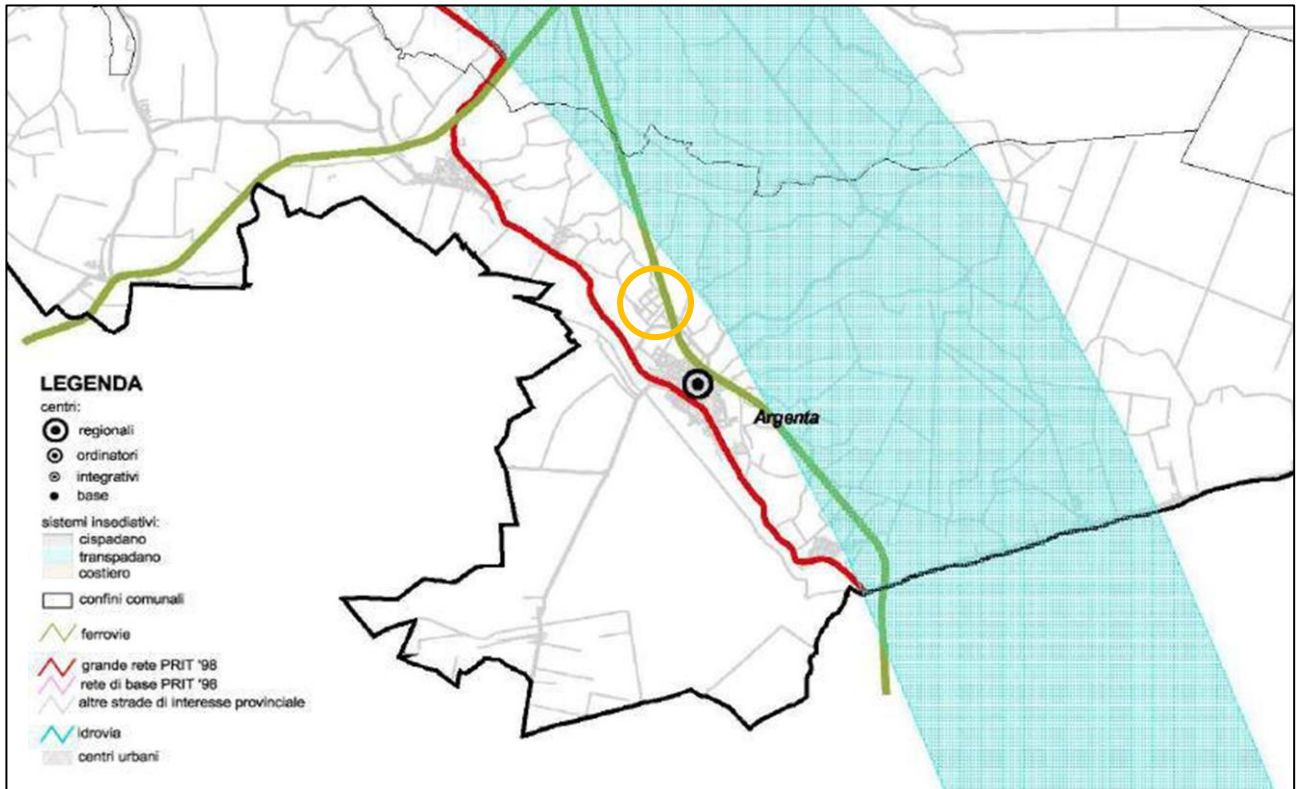 Argenta
LEGENDA
centri:
regionali
ordinatori
integrativi
base
sistemi insediativi:
cispadano
transpadano
costiero
confini comunali
ferrovie
grande rete PRIT '98
rete di base PRIT '98
altre strade di interesse provinciale
idrovia
centri urbani